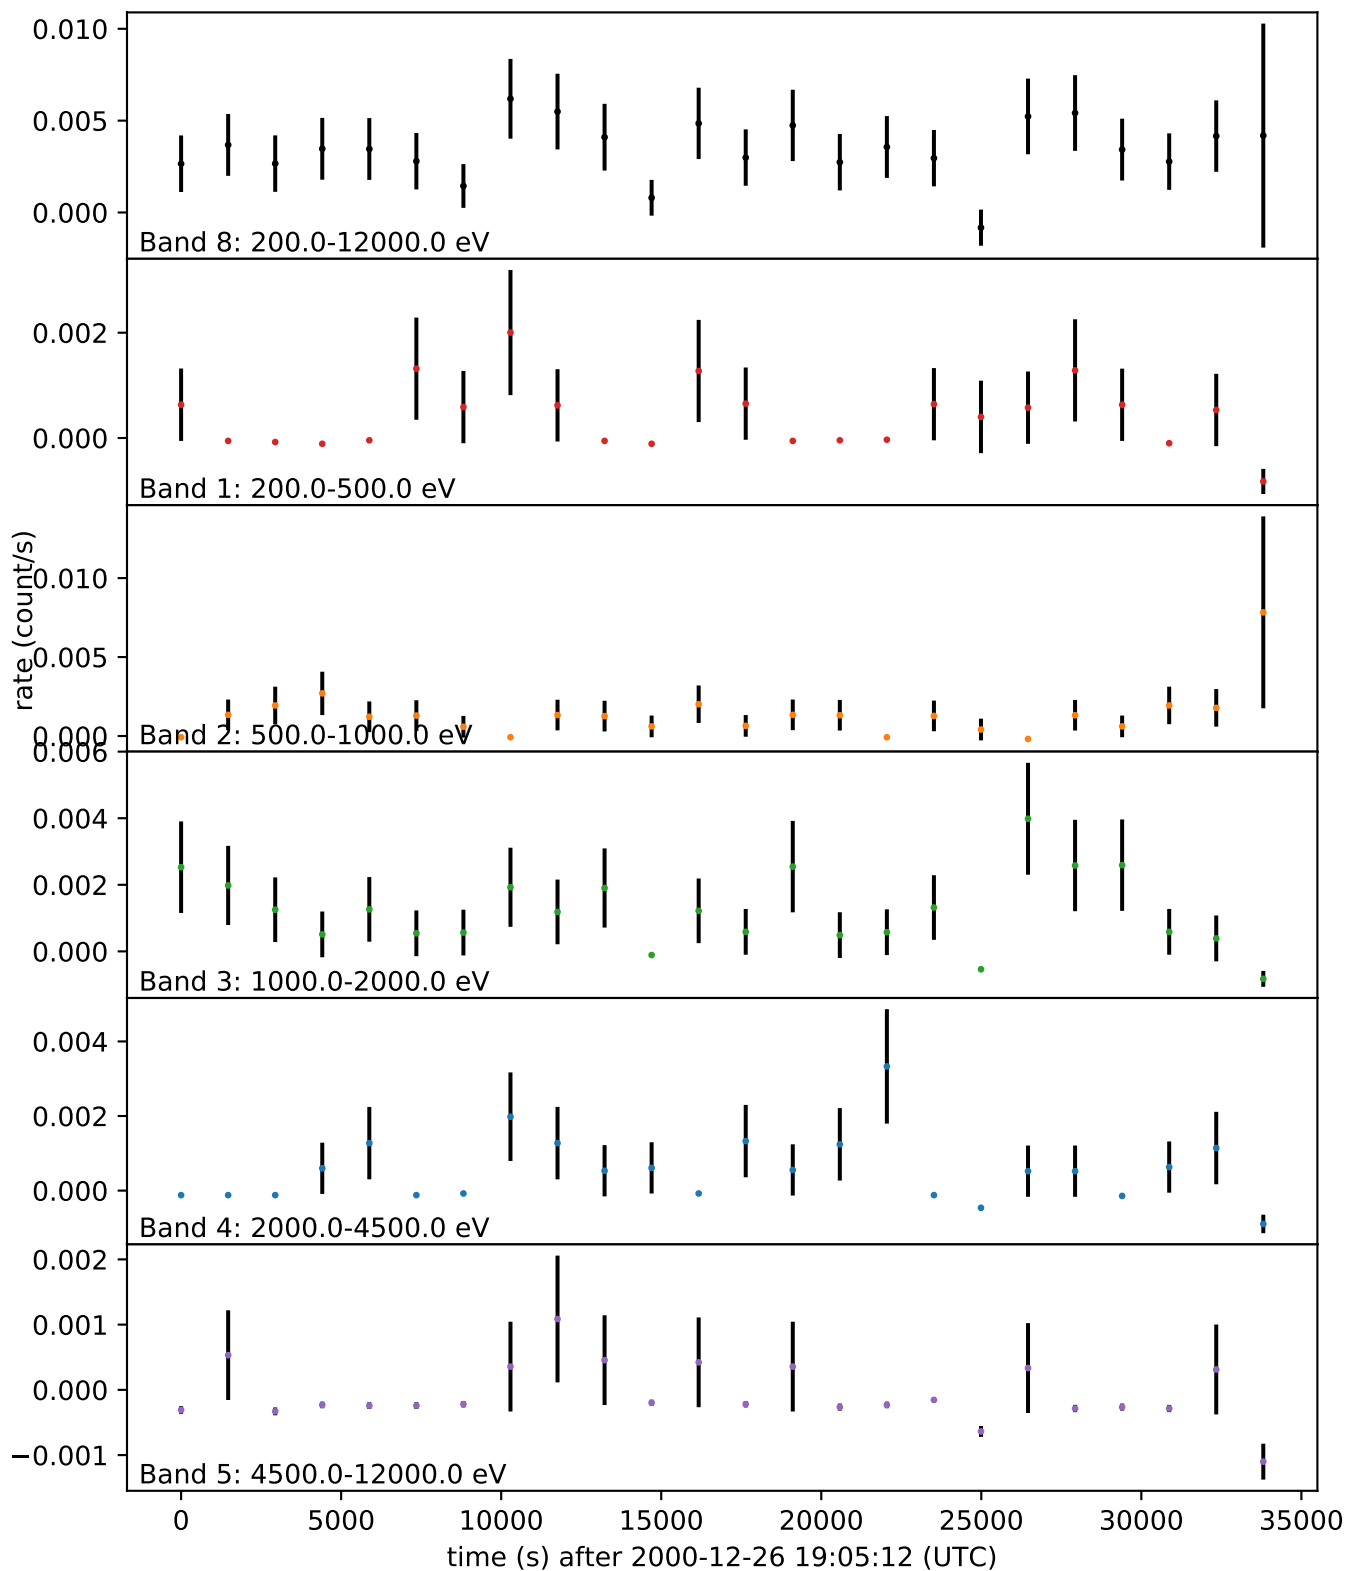 0.010
0.005
0.000
Band 8: 200.0-12000.0 eV
0.002
0.000
Band 1: 200.0-500.0 eV
rate (count/s)
0.010
0.005
0.000
Band 2: 500.0-1000.0 eV
0.006
0.004
0.002
0.000
Band 3: 1000.0-2000.0 eV
0.004
0.002
0.000
Band 4: 2000.0-4500.0 eV
0.002
0.001
0.000
−0.001
Band 5: 4500.0-12000.0 eV
0 5000 10000 15000 20000 25000 30000 35000
time (s) after 2000-12-26 19:05:12 (UTC)